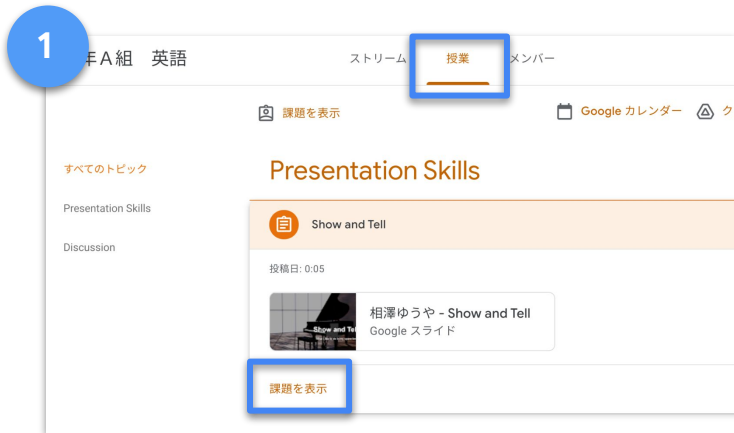 1
年A組 英語
ストリーム 授業 メンバー
課題を表示 Google カレンダー ク
すべてのトピック
Presentation Skills
Discussion
Presentation Skills
Show and Tell
投稿日: 0:05
相澤ゆうや - Show and Tell
Google スライド
Show and Tell
課題を表示